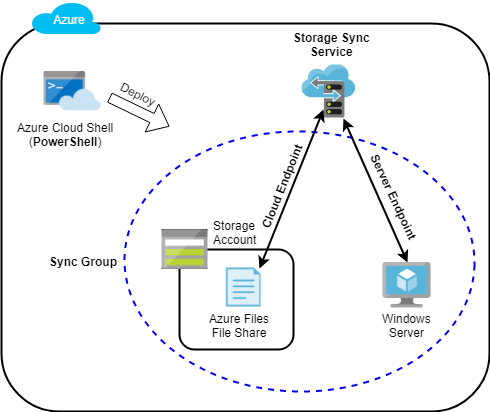 Azure
Storage Sync
Service
Deploy
Azure Cloud Shell
(PowerShell)
Cloud Endpoint
Server Endpoint
Storage
Account
Sync Group
Azure Files
File Share
Windows
Server